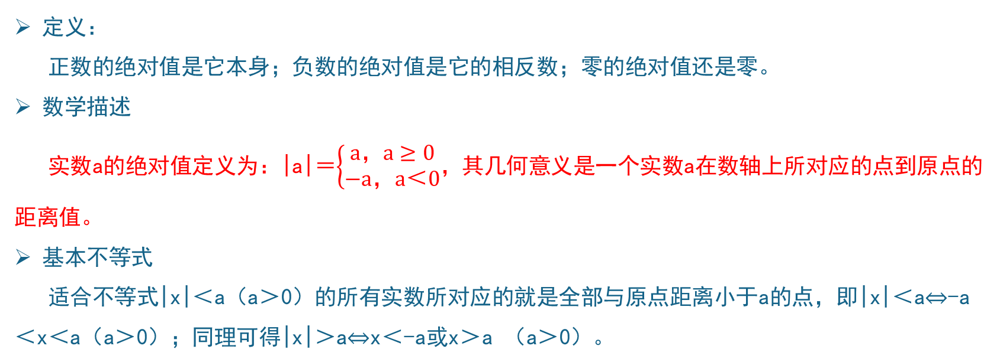 ➢ 定义：
正数的绝对值是它本身；负数的绝对值是它的相反数；零的绝对值还是零。
➢ 数学描述
实数a的绝对值定义为：|a|＝{a，a ≥ 0 −a，a＜0，其几何意义是一个实数a在数轴上所对应的点到原点的
距离值。
➢ 基本不等式
适合不等式|x|＜a（a＞0）的所有实数所对应的就是全部与原点距离小于a的点，即|x|＜a⇔-a
＜x＜a（a＞0）；同理可得|x|＞a⇔x＜-a或x＞a （a＞0）。